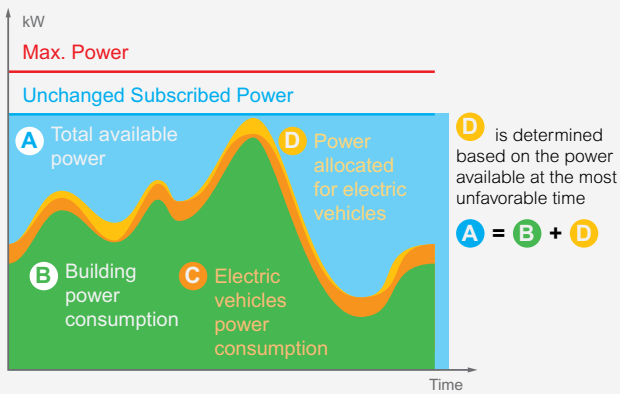 kW
Max. Power
Unchanged Subscribed Power
A Total available
power
D Power
allocated
for electric
vehicles
B Building
power
consumption
C Electric
vehicles
power
consumption
Time
D is determined
based on the power
available at the most
unfavorable time
A = B + D